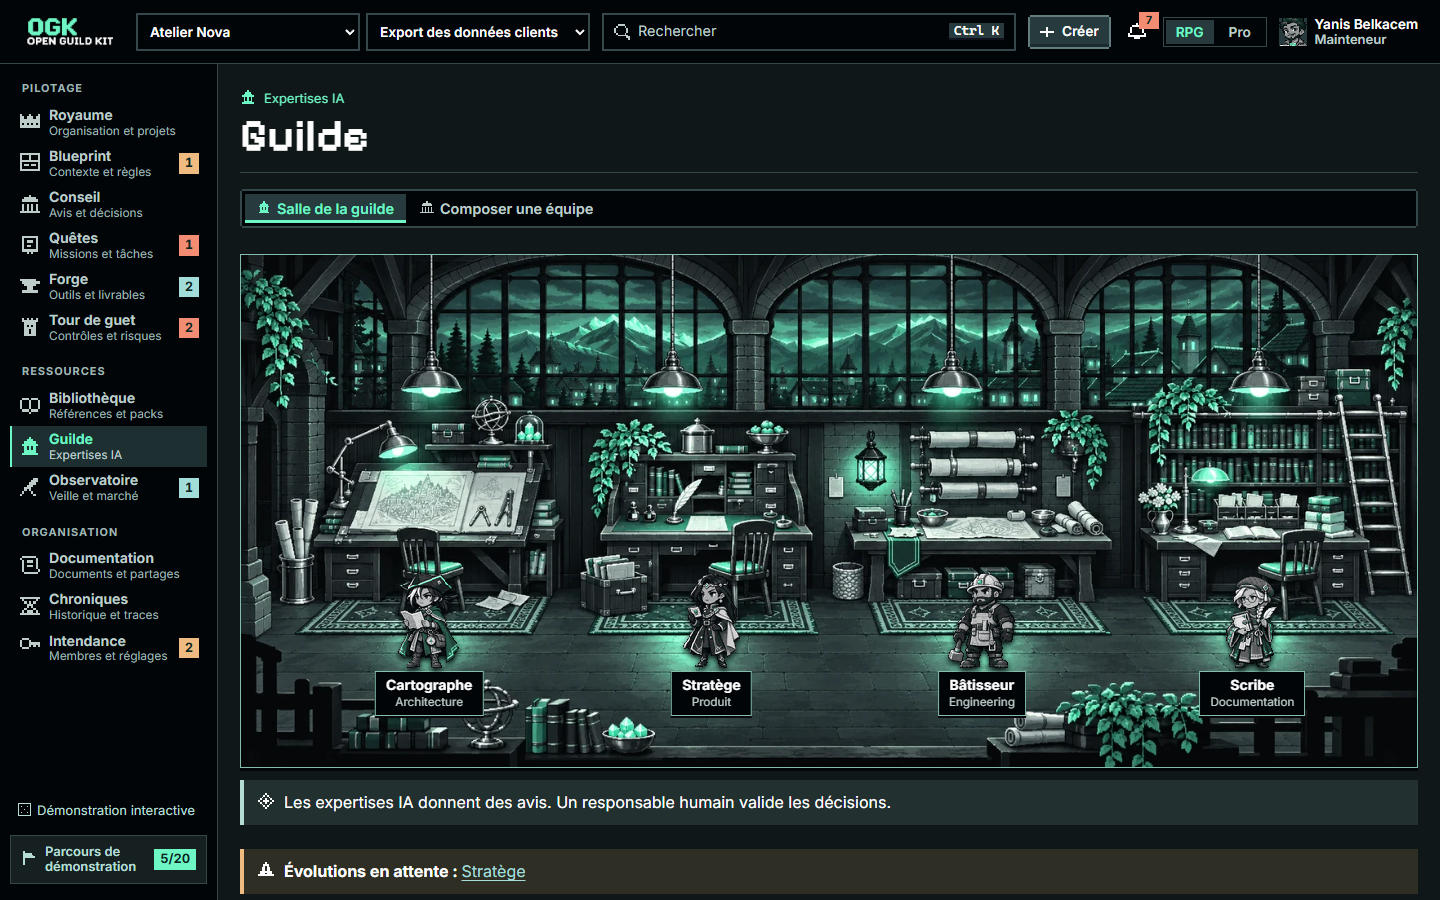 OGK
OPEN GUILD KIT
Atelier Nova
Export des données clients
Rechercher
Ctrl K
Créer
7
RPG
Pro
Yanis Belkacem
Mainteneur
PILOTAGE
Royaume
Organisation et projets
Blueprint
Contexte et règles
1
Conseil
Avis et décisions
Quêtes
Missions et tâches
1
Forge
Outils et livrables
2
Tour de guet
Contrôles et risques
2
RESSOURCES
Bibliothèque
Références et packs
Guilde
Expertises IA
Observatoire
Veille et marché
1
ORGANISATION
Documentation
Documents et partages
Chroniques
Historique et traces
Intendance
Membres et réglages
2
Démonstration interactive
Parcours de
démonstration
5/20
Expertises IA
Guilde
Salle de la guilde
Composer une équipe
Cartographe
Architecture
Stratège
Produit
Bâtisseur
Engineering
Scribe
Documentation
Les expertises IA donnent des avis. Un responsable humain valide les décisions.
Évolutions en attente : Stratège